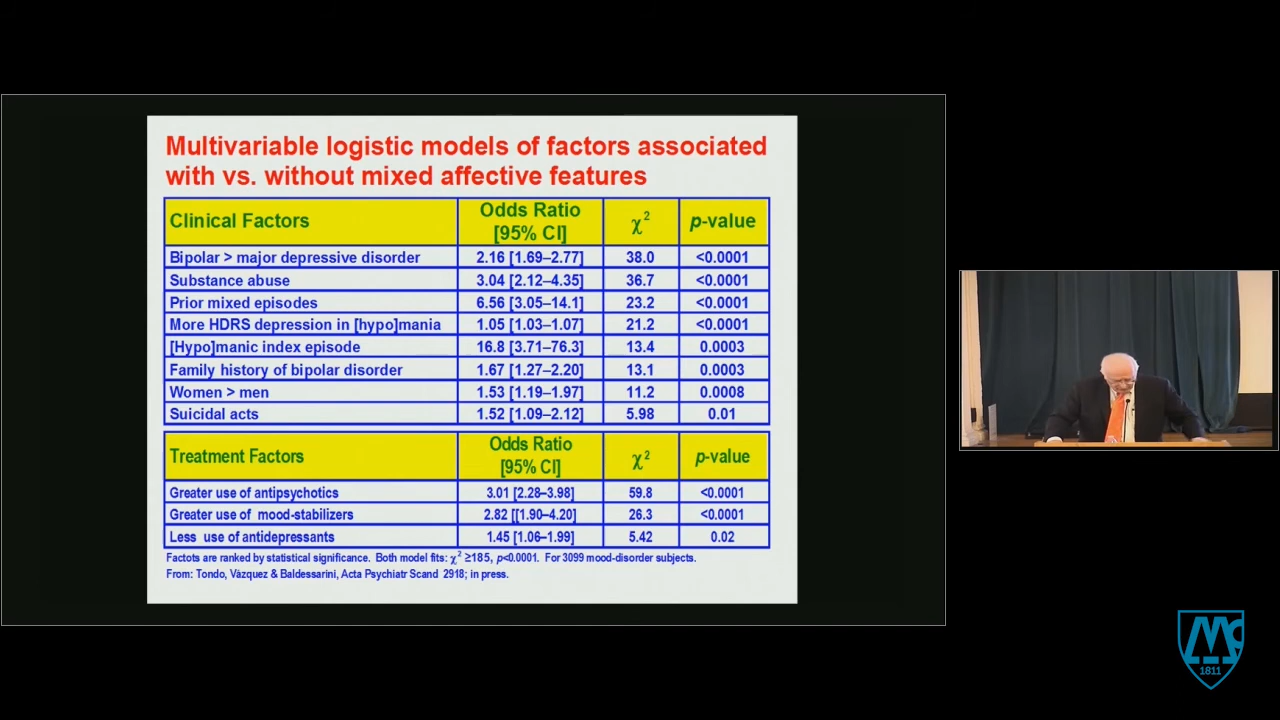 Multivariable logistic models of factors associated
with vs. without mixed affective features
Clinical Factors Odds Ratio [95% CI] χ² p-value
Bipolar > major depressive disorder 2.16 [1.69–2.77] 38.0 <0.0001
Substance abuse 3.04 [2.12–4.35] 36.7 <0.0001
Prior mixed episodes 6.56 [3.05–14.1] 23.2 <0.0001
More HDRS depression in [hypo]mania 1.05 [1.03–1.07] 21.2 <0.0001
[Hypo]manic index episode 16.8 [3.71–76.3] 13.4 0.0003
Family history of bipolar disorder 1.67 [1.27–2.20] 13.1 0.0003
Women > men 1.53 [1.19–1.97] 11.2 0.0008
Suicidal acts 1.52 [1.09–2.12] 5.98 0.01
Treatment Factors Odds Ratio [95% CI] χ² p-value
Greater use of antipsychotics 3.01 [2.28–3.98] 59.8 <0.0001
Greater use of mood-stabilizers 2.82 [[1.90–4.20] 26.3 <0.0001
Less use of antidepressants 1.45 [1.06–1.99] 5.42 0.02
Factots are ranked by statistical significance. Both model fits: χ² ≥185, p<0.0001. For 3099 mood-disorder subjects.
From: Tondo, Vázquez & Baldessarini, Acta Psychiatr Scand 2918; in press.
Mc
1811